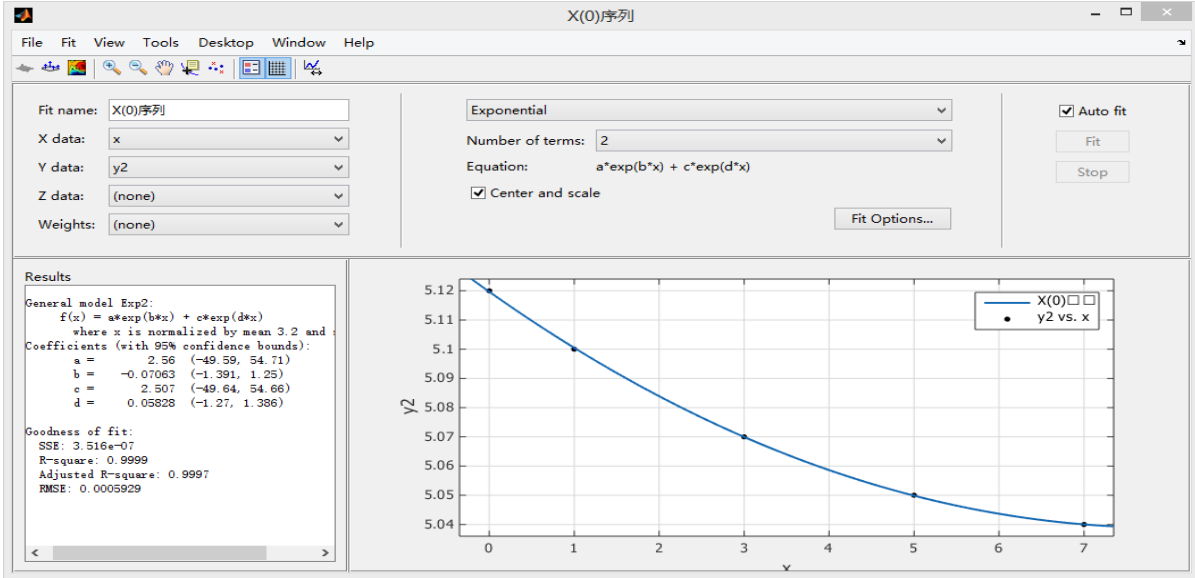 X(0)序列
File Fit View Tools Desktop Window Help
Fit name: X(0)序列
X data: x
Y data: y2
Z data: (none)
Weights: (none)
Exponential
Number of terms: 2
Equation: a*exp(b*x) + c*exp(d*x)
Center and scale
Fit Options...
Auto fit
Fit
Stop
Results
General model Exp2:
f(x) = a*exp(b*x) + c*exp(d*x)
where x is normalized by mean 3.2 and
Coefficients (with 95% confidence bounds):
a = 2.56 (-49.59, 54.71)
b = -0.07063 (-1.391, 1.25)
c = 2.507 (-49.64, 54.66)
d = 0.05828 (-1.27, 1.386)
Goodness of fit:
SSE: 3.516e-07
R-square: 0.9999
Adjusted R-square: 0.9997
RMSE: 0.0005929
5.12
5.11
5.1
5.09
5.08
5.07
5.06
5.05
5.04
y2
0 1 2 3 4 5 6 7
x
X(0)□□
y2 vs. x